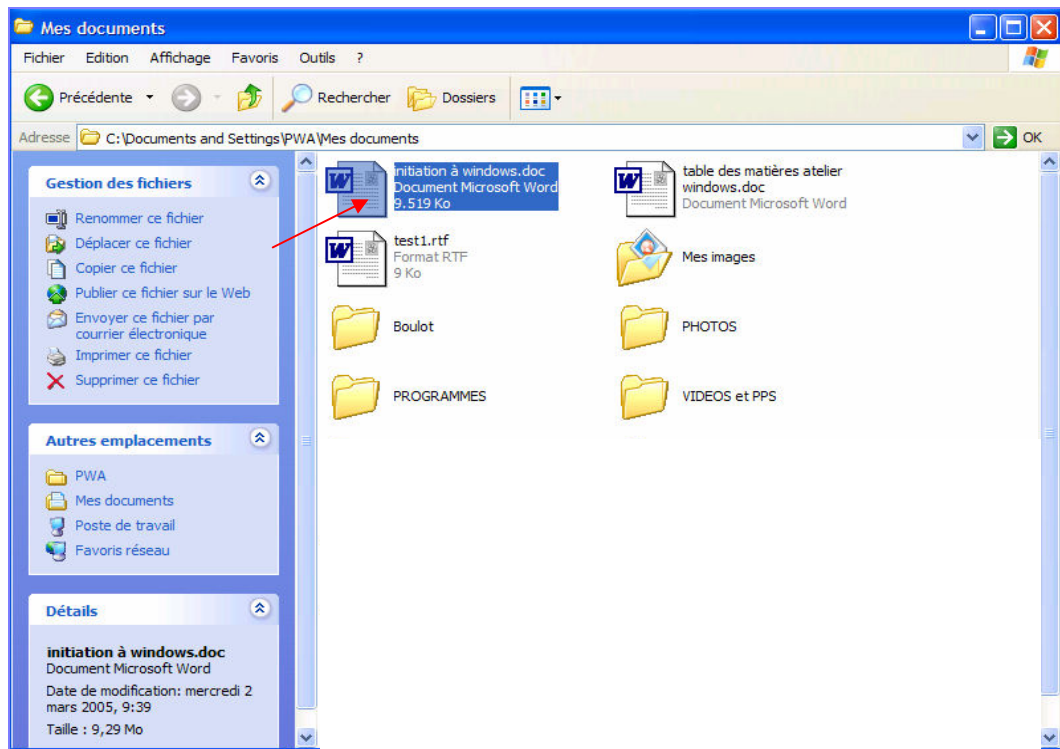 Mes documents
Fichier Edition Affichage Favoris Outils ?
Précédente Rechercher Dossiers
Adresse C:\Documents and Settings\PWA\Mes documents OK
Gestion des fichiers
Renommer ce fichier
Déplacer ce fichier
Copier ce fichier
Publier ce fichier sur le Web
Envoyer ce fichier par
courrier électronique
Imprimer ce fichier
Supprimer ce fichier
Autres emplacements
PWA
Mes documents
Poste de travail
Favoris réseau
Détails
initiation à windows.doc
Document Microsoft Word
Date de modification: mercredi 2
mars 2005, 9:39
Taille : 9,29 Mo
initiation à windows.doc
Document Microsoft Word
9.519 Ko
table des matières atelier
windows.doc
Document Microsoft Word
test1.rtf
Format RTF
9 Ko
Mes images
Boulot
PHOTOS
PROGRAMMES
VIDEOS et PPS